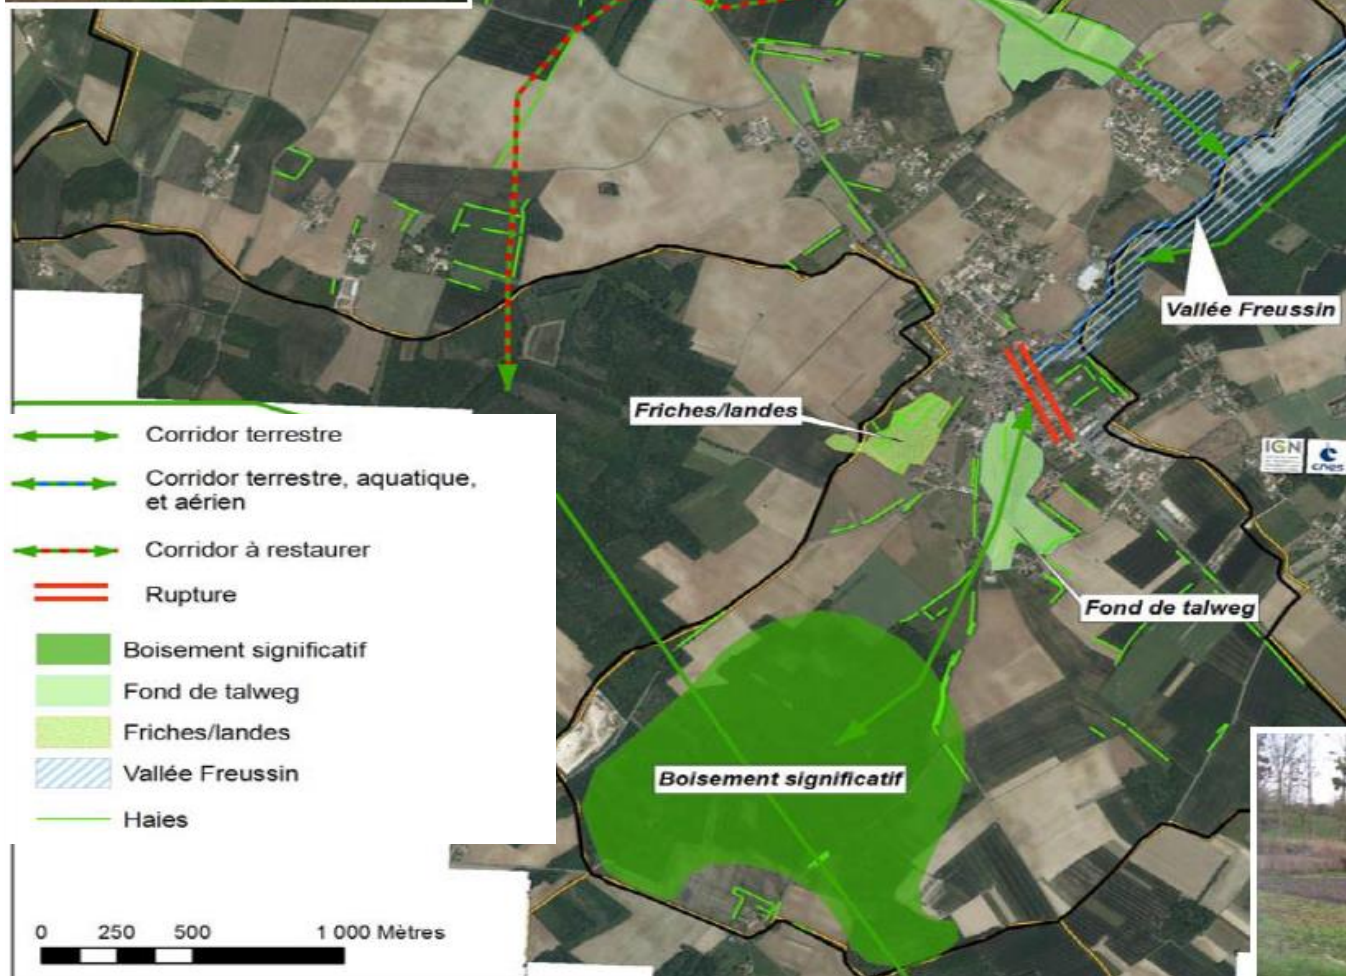 Vallée Freussin
Friches/landes
IGN
cnes
Corridor terrestre
Corridor terrestre, aquatique,
et aérien
Corridor à restaurer
Rupture
Fond de talweg
Boisement significatif
Fond de talweg
Friches/landes
Boisement significatif
Vallée Freussin
Haies
0 250 500 1 000 Mètres